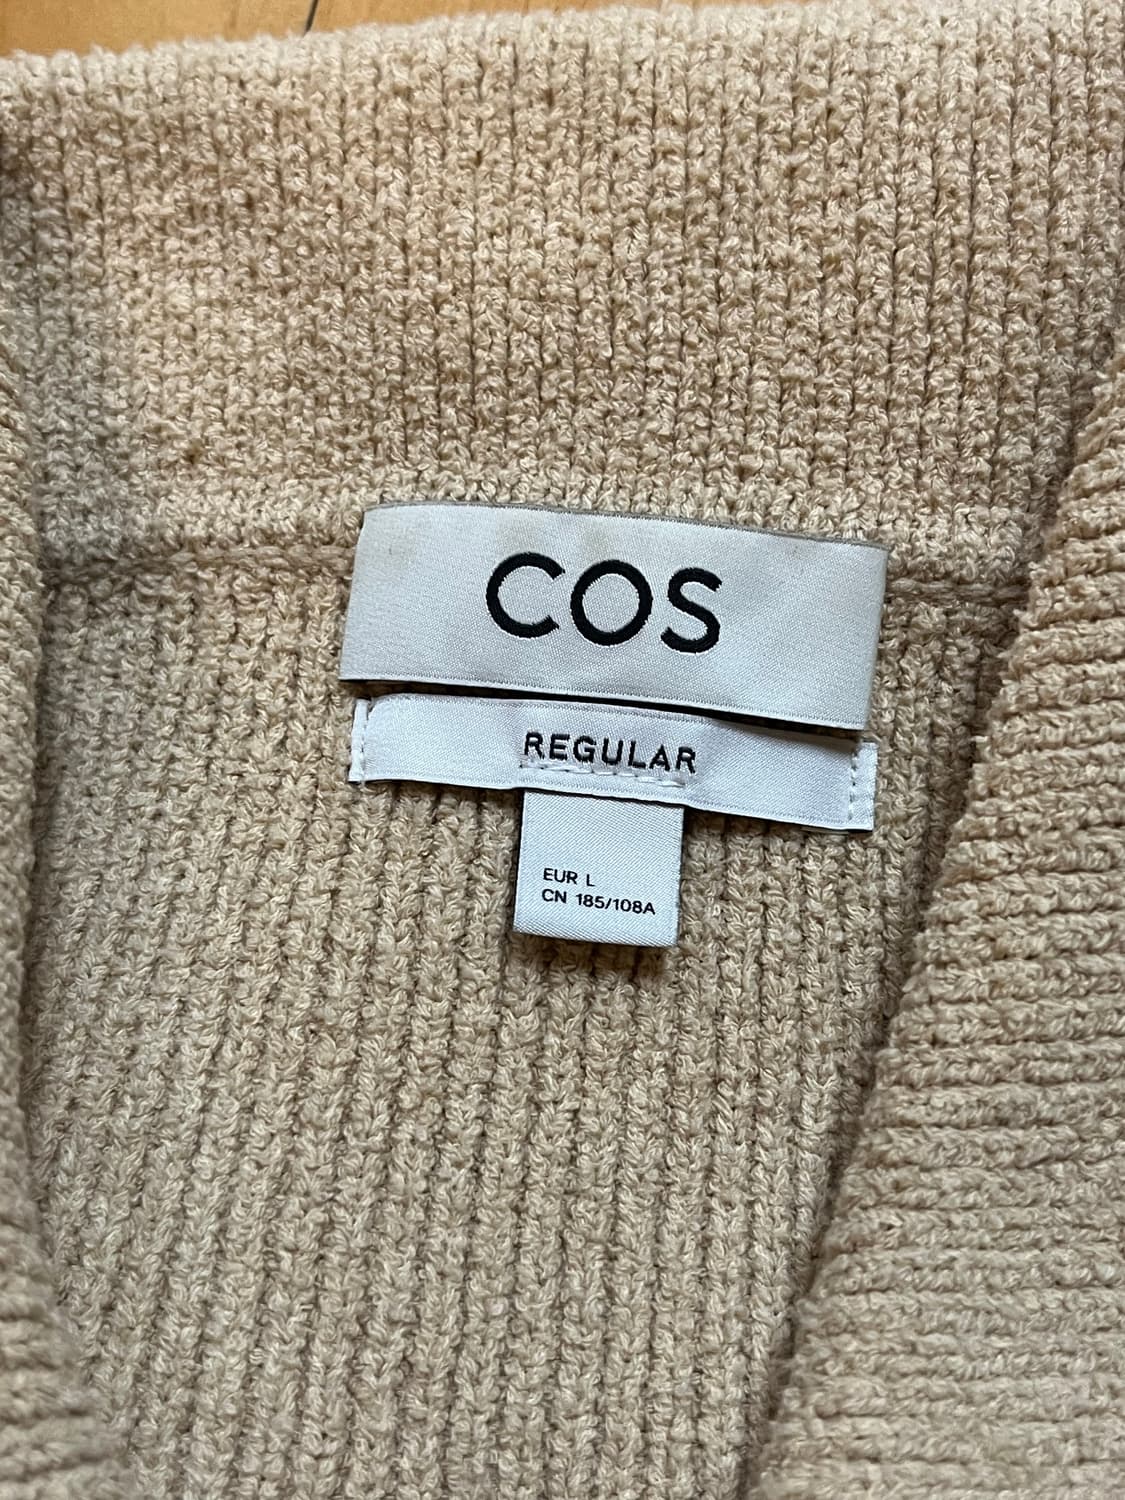 COS
REGULAR
EUR L
CN 185/108A